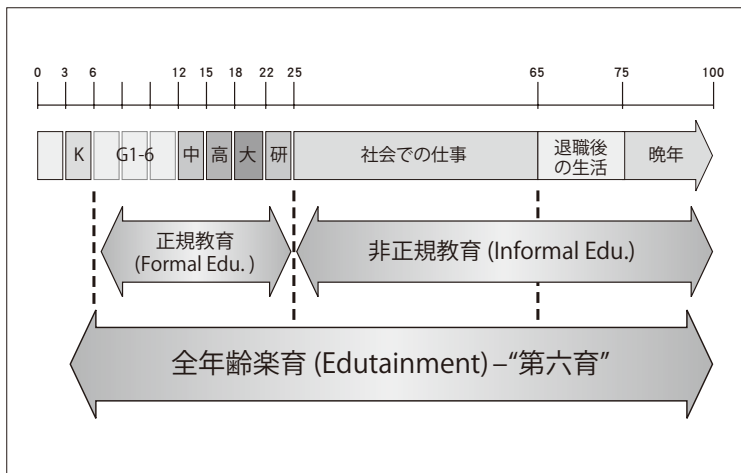 0 3 6 12 15 18 22 25 65 75 100
K G1-6 中 高 大 研 社会での仕事 退職後 晩年
の生活
正規教育
(Formal Edu. )
非正規教育 (Informal Edu.)
全年齢楽育 (Edutainment) – “第六育”